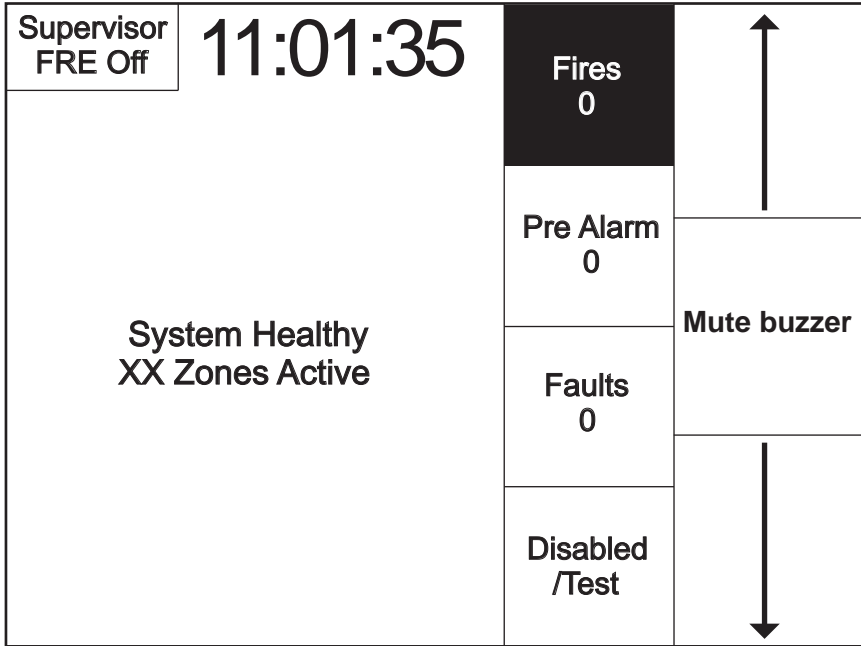 Supervisor
FRE Off
11:01:35
System Healthy
XX Zones Active
Fires
0
Pre Alarm
0
Faults
0
Disabled
/Test
Mute buzzer